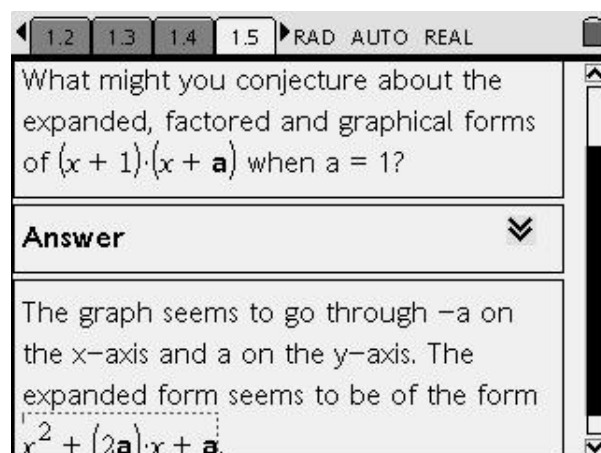 1.2 1.3 1.4 1.5 RAD AUTO REAL
What might you conjecture about the
expanded, factored and graphical forms
of (x + 1)·(x + a) when a = 1?
Answer
The graph seems to go through −a on
the x−axis and a on the y−axis. The
expanded form seems to be of the form
x² + (2a)·x + a.